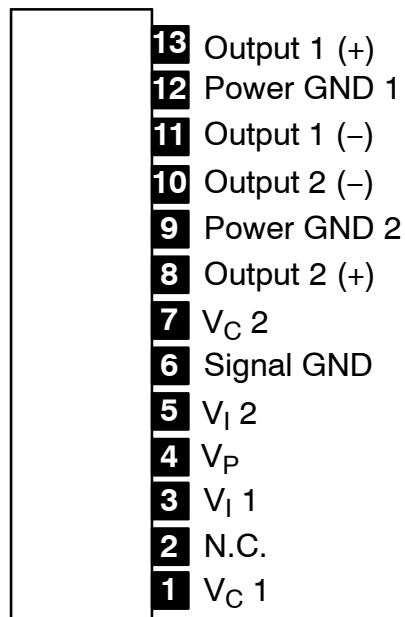 13 Output 1 (+)
12 Power GND 1
11 Output 1 (−)
10 Output 2 (−)
9 Power GND 2
8 Output 2 (+)
7 VC 2
6 Signal GND
5 VI 2
4 VP
3 VI 1
2 N.C.
1 VC 1